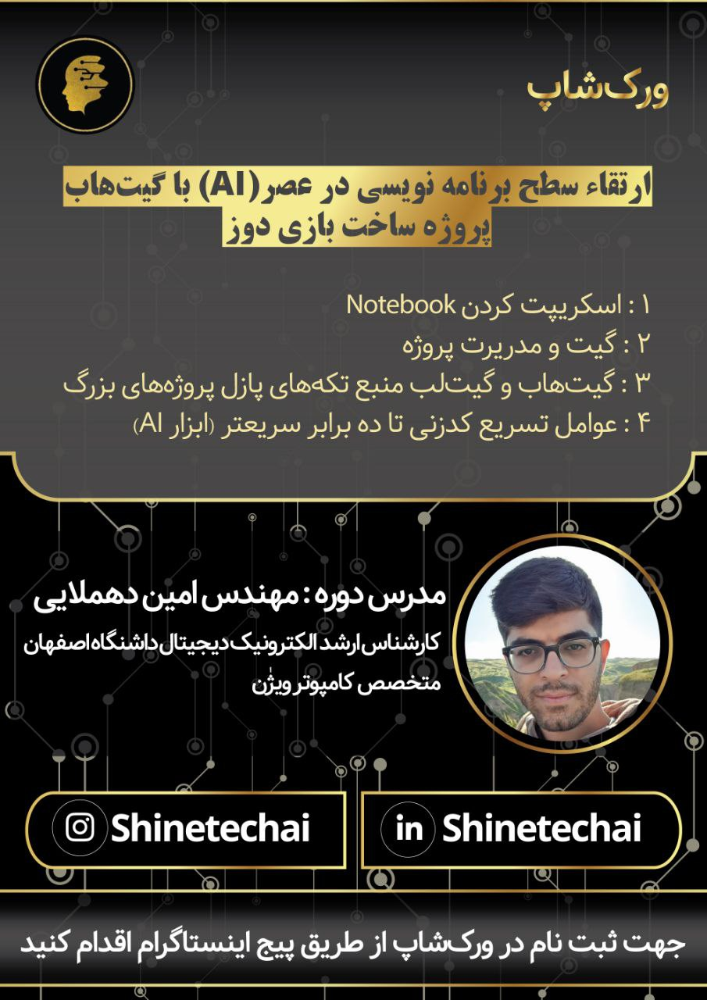 ورک‌شاپ
ارتقاء سطح برنامه نویسی در عصر (AI) با گیت‌هاب
پروژه ساخت بازی دوز
۱ : اسکریپت کردن Notebook
۲ : گیت و مدریرت پروژه
۳ : گیت‌هاب و گیت‌لب منبع تکه‌های پازل پروژه‌های بزرگ
۴ : عوامل تسریع کدزنی تا ده برابر سریعتر (ابزار AI)
مدرس دوره : مهندس امین دهملایی
کارشناس ارشد الکترونیک دیجیتال داشنگاه اصفهان
متخصص کامپوتر ویژن
Shinetechai
in Shinetechai
جهت ثبت نام در ورک‌شاپ از طریق پیج اینستاگرام اقدام کنید